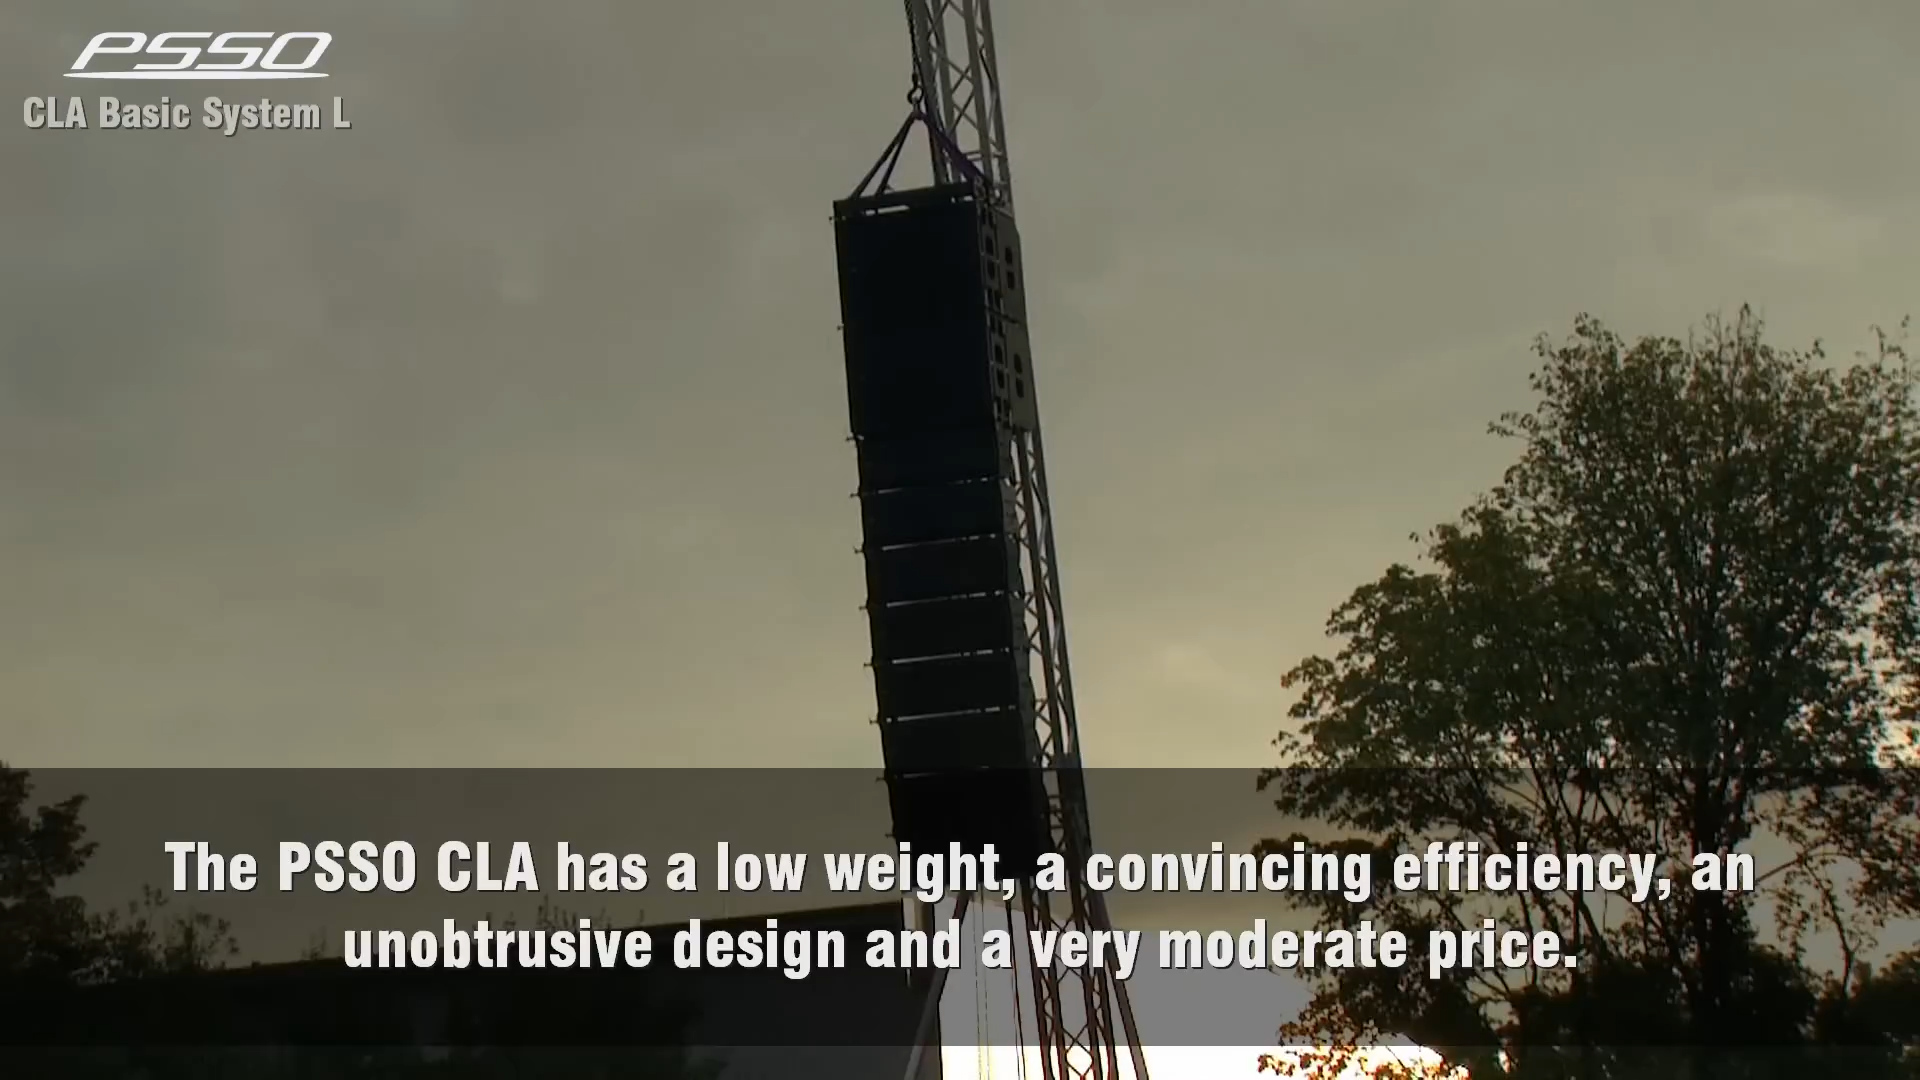 PSSO
CLA Basic System L
The PSSO CLA has a low weight, a convincing efficiency, an
unobtrusive design and a very moderate price.